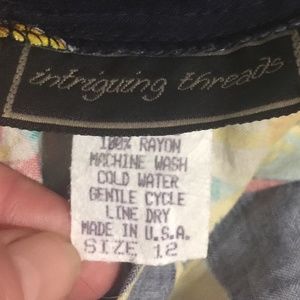 intriguing threads
100% RAYON
MACHINE WASH
COLD WATER
GENTLE CYCLE
LINE DRY
MADE IN U.S.A.
SIZE 12